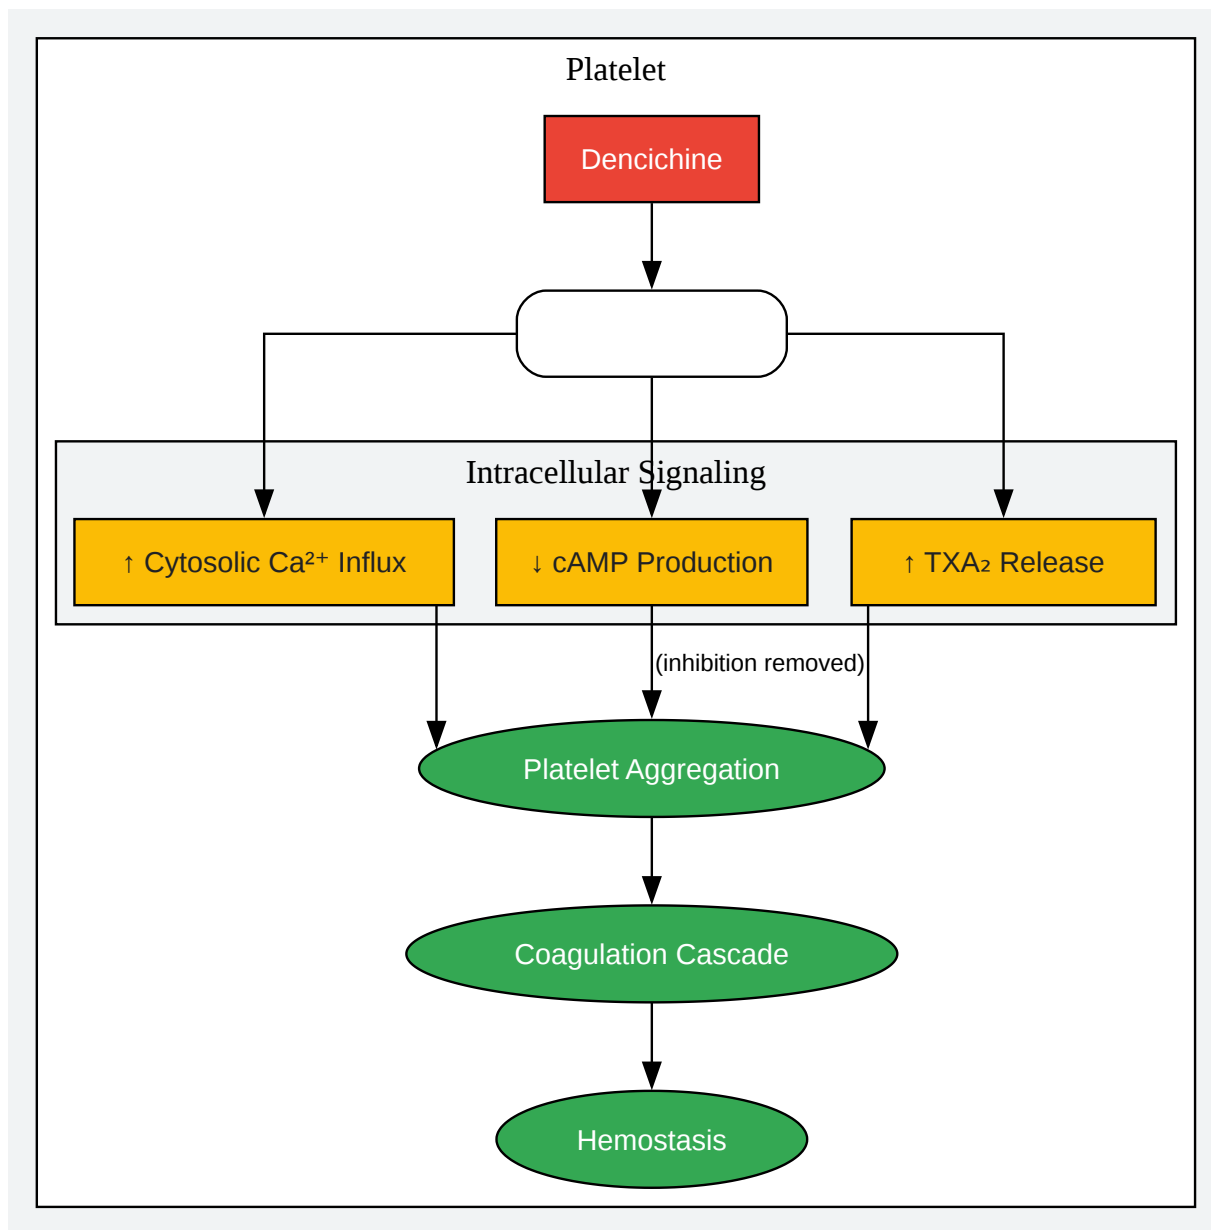 Platelet
Dencichine
Intracellular Signaling
↑ Cytosolic Ca²⁺ Influx
↓ cAMP Production
↑ TXA₂ Release
(inhibition removed)
Platelet Aggregation
Coagulation Cascade
Hemostasis